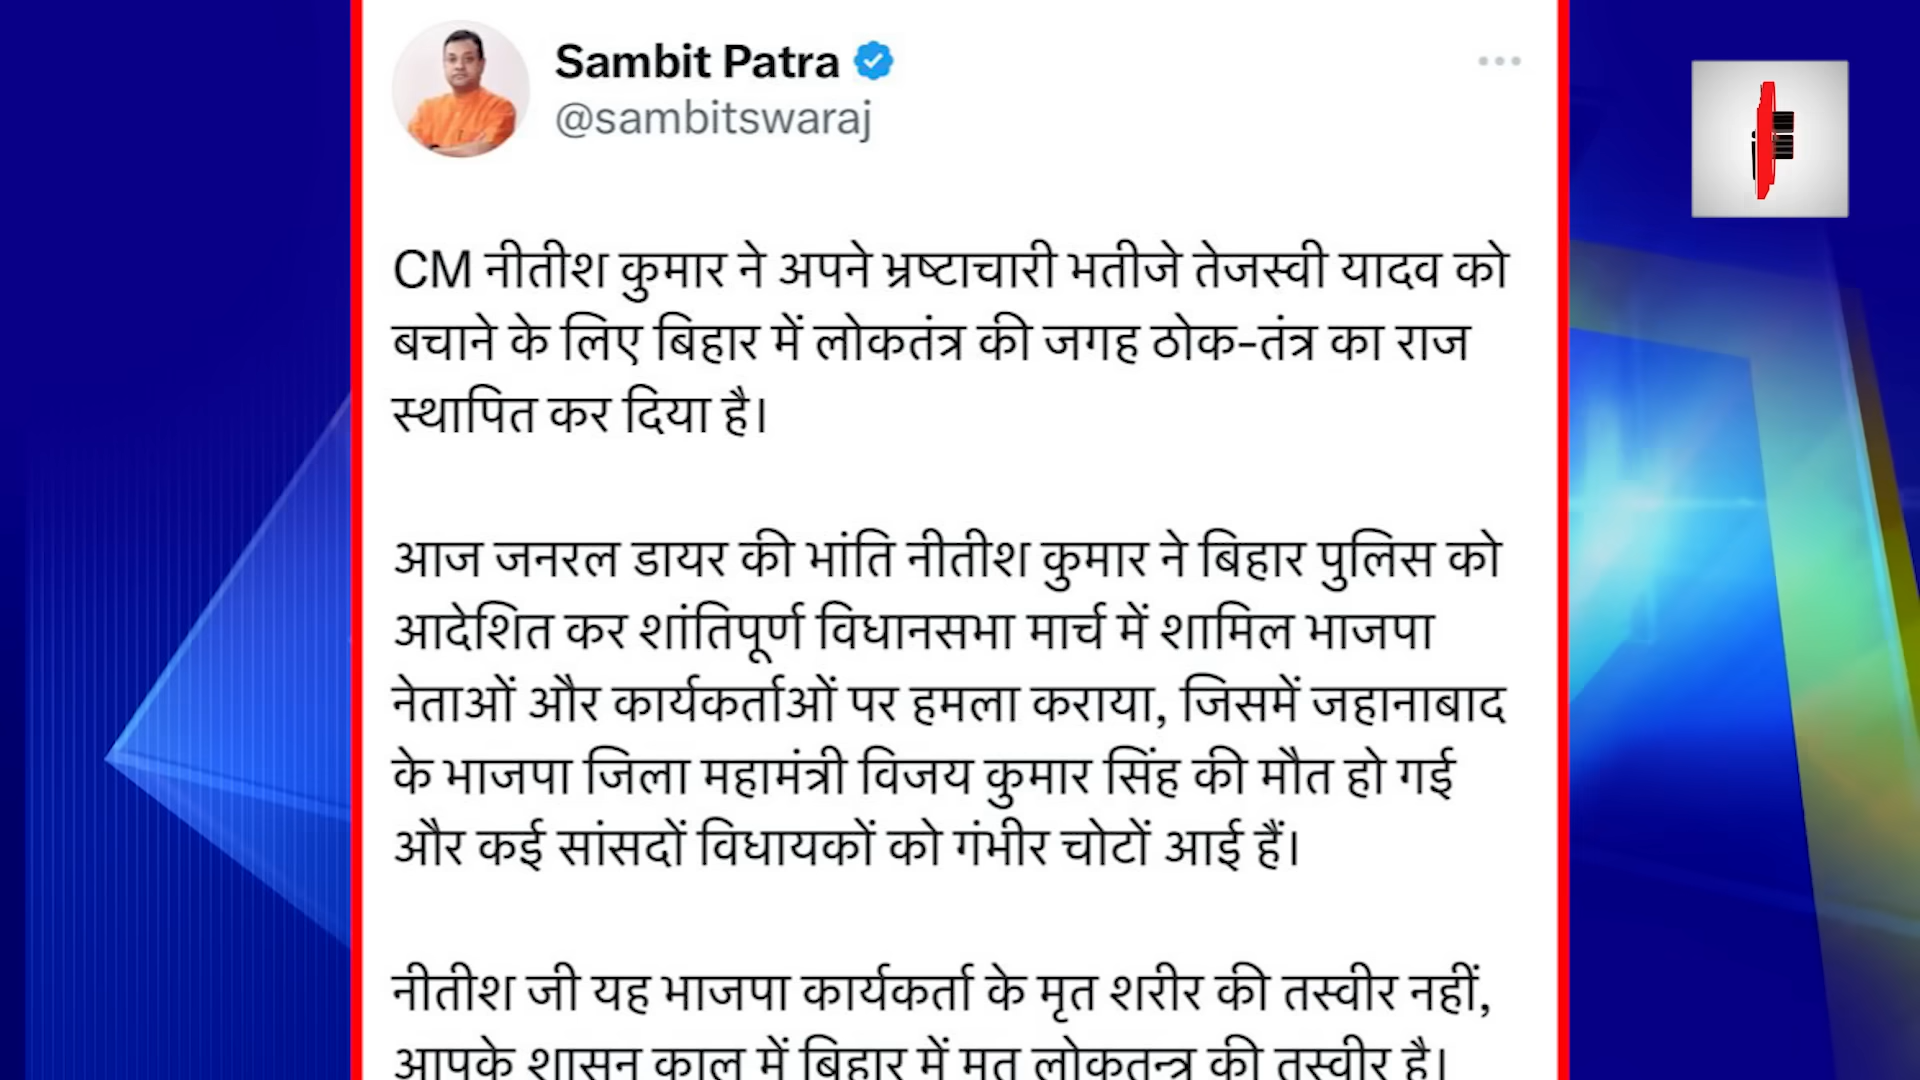 Sambit Patra
@sambitswaraj
CM नीतीश कुमार ने अपने भ्रष्टाचारी भतीजे तेजस्वी यादव को
बचाने के लिए बिहार में लोकतंत्र की जगह ठोक-तंत्र का राज
स्थापित कर दिया है।
आज जनरल डायर की भांति नीतीश कुमार ने बिहार पुलिस को
आदेशित कर शांतिपूर्ण विधानसभा मार्च में शामिल भाजपा
नेताओं और कार्यकर्ताओं पर हमला कराया, जिसमें जहानाबाद
के भाजपा जिला महामंत्री विजय कुमार सिंह की मौत हो गई
और कई सांसदों विधायकों को गंभीर चोटों आई हैं।
नीतीश जी यह भाजपा कार्यकर्ता के मृत शरीर की तस्वीर नहीं,
आपके शासन काल में बिहार में मृत लोकतन्त्र की तस्वीर है।